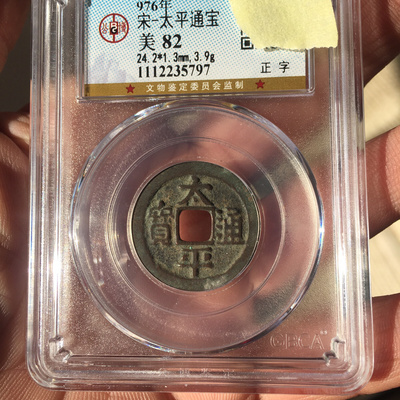 976年
宋-太平通宝
美 82
24.2*1.3mm,3.9g
1112235797
正 字
★ 文物鉴定委员会监制 ★
太
寶 通
平
GBCA